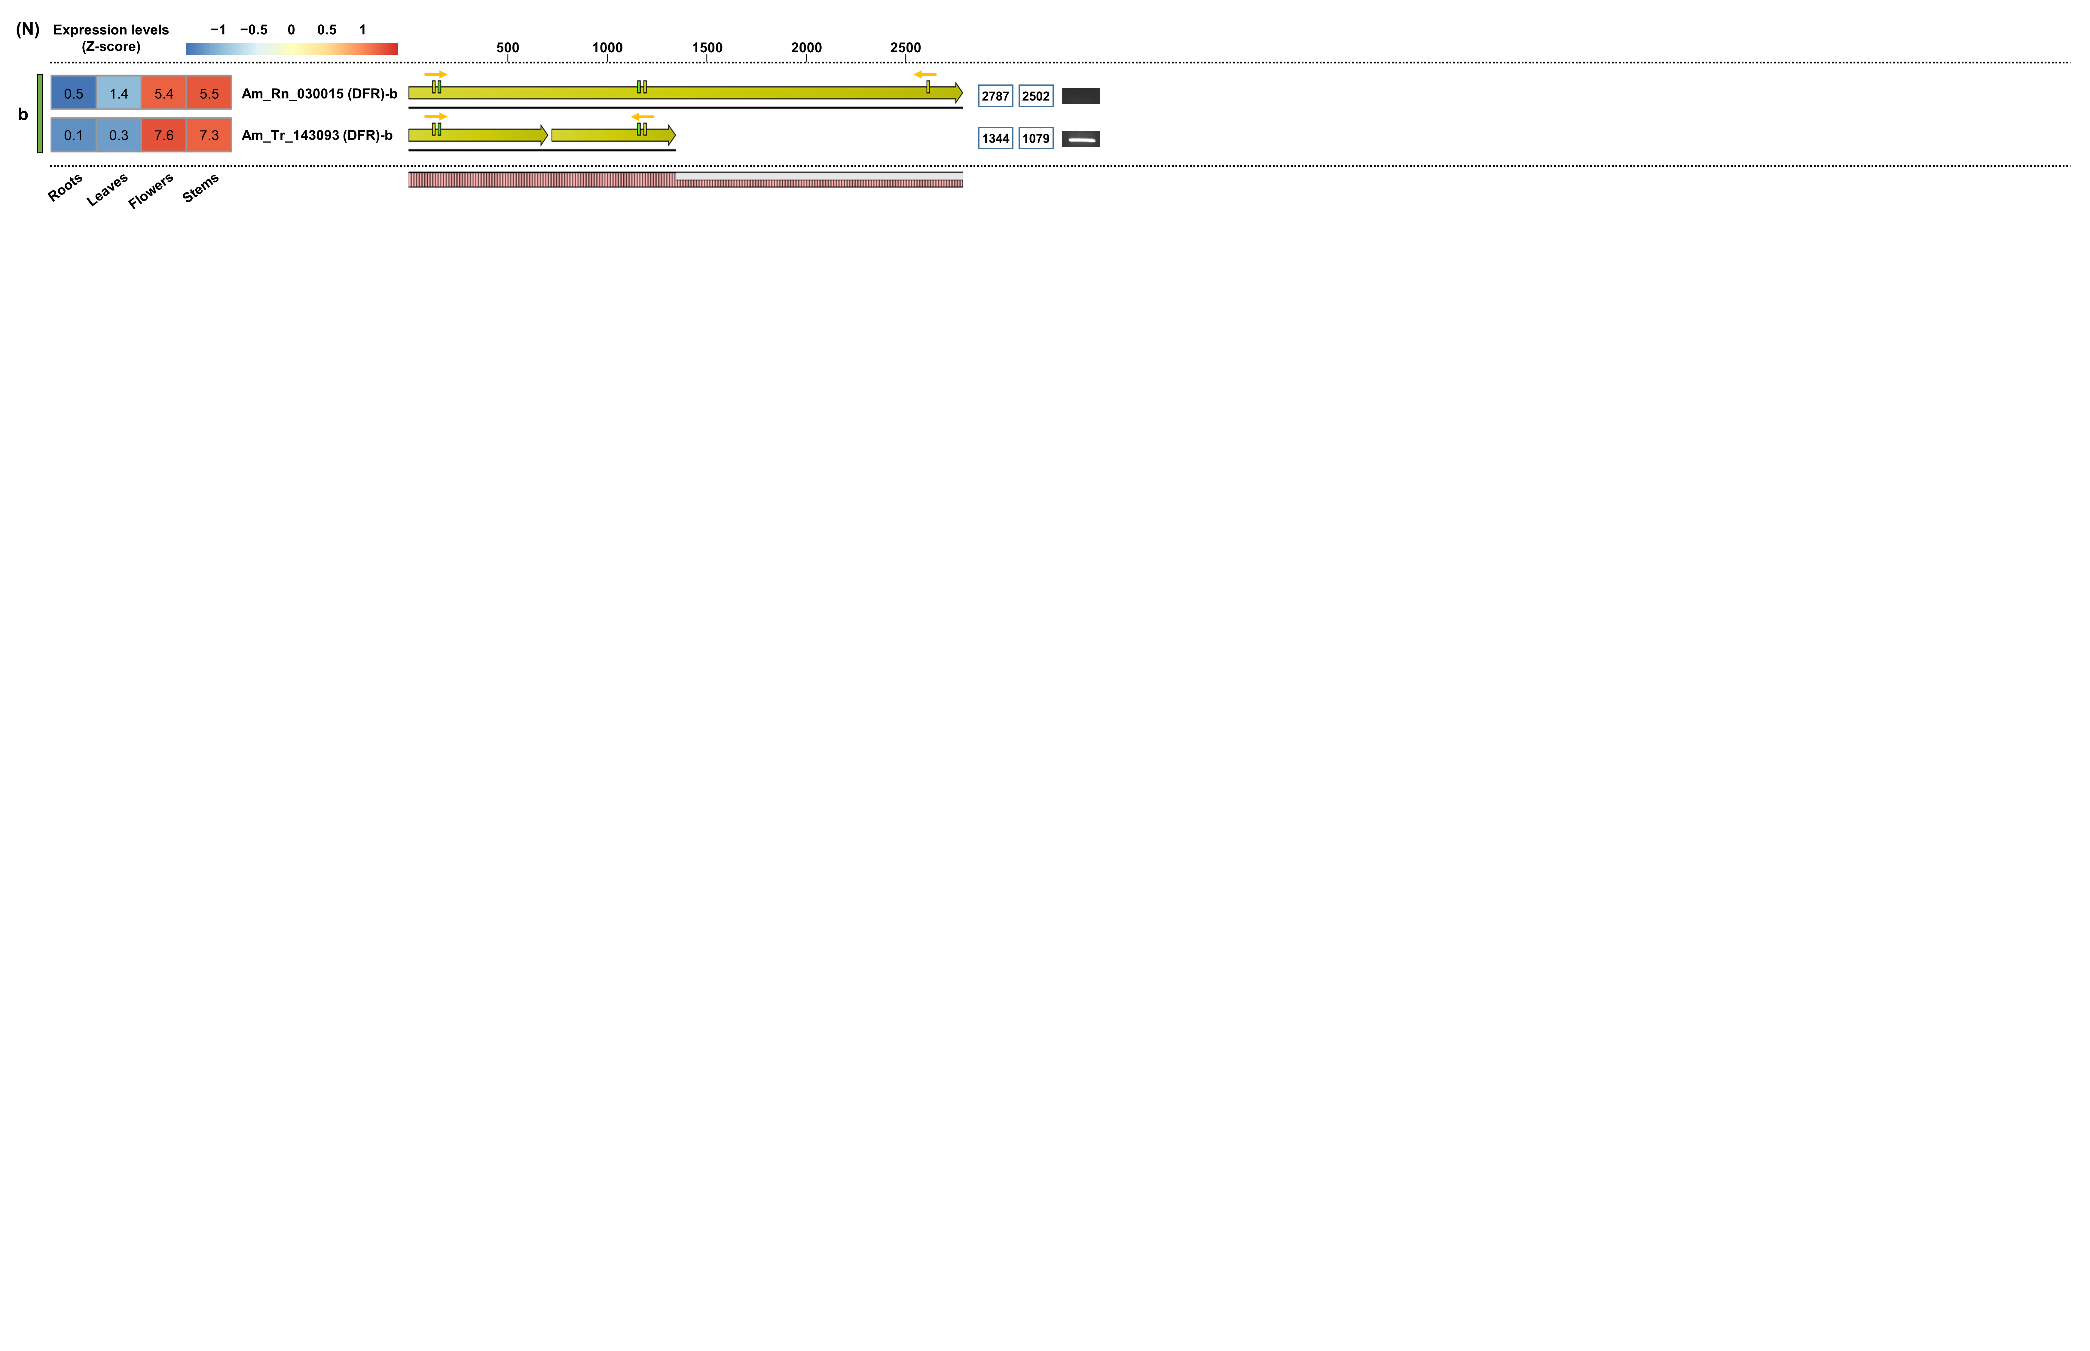 (N) Expression levels −1 −0.5 0 0.5 1
(Z-score) 500 1000 1500 2000 2500
0.5 1.4 5.4 5.5 Am_Rn_030015 (DFR)-b 2787 2502
b
0.1 0.3 7.6 7.3 Am_Tr_143093 (DFR)-b 1344 1079
Roots Leaves Flowers Stems